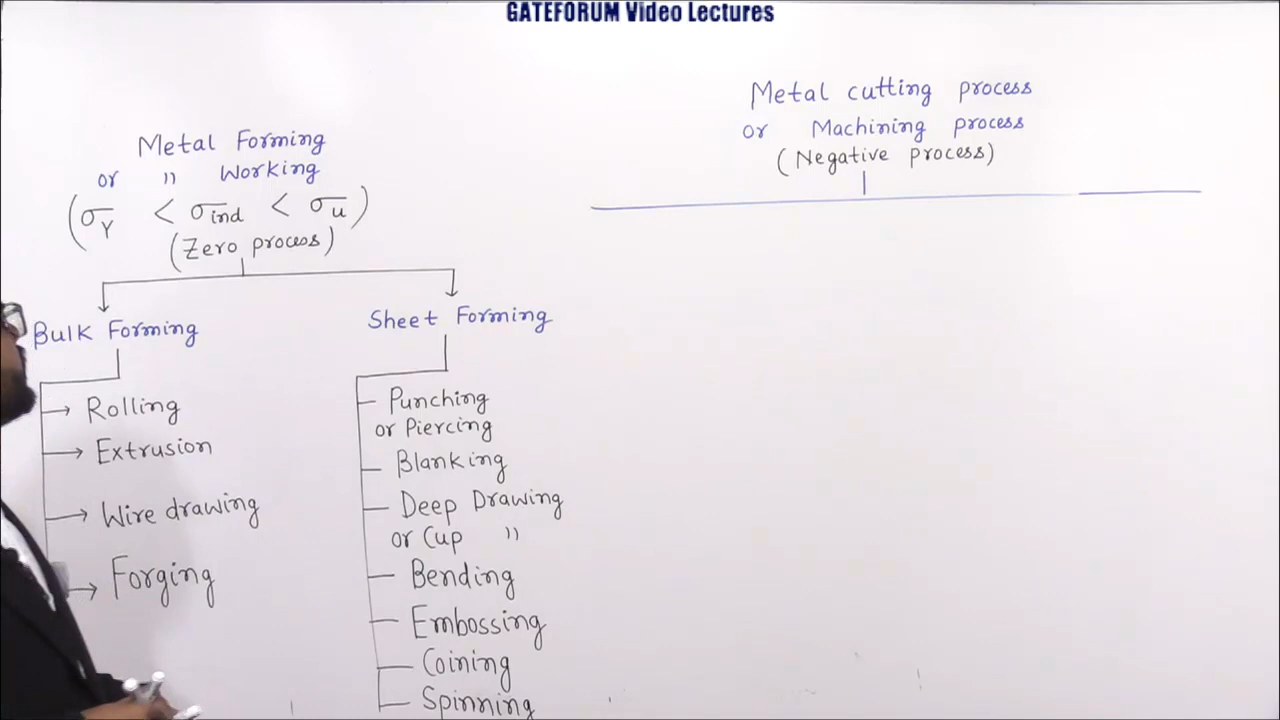 GATEFORUM Video Lectures
Metal Forming
or 〃 Working
(σY < σind < σu)
(Zero process)
Bulk Forming
→ Rolling
→ Extrusion
→ Wire drawing
→ Forging
Sheet Forming
Punching
or Piercing
Blanking
Deep Drawing
or Cup 〃
Bending
Embossing
Coining
Spinning
Metal cutting process
or Machining process
(Negative process)